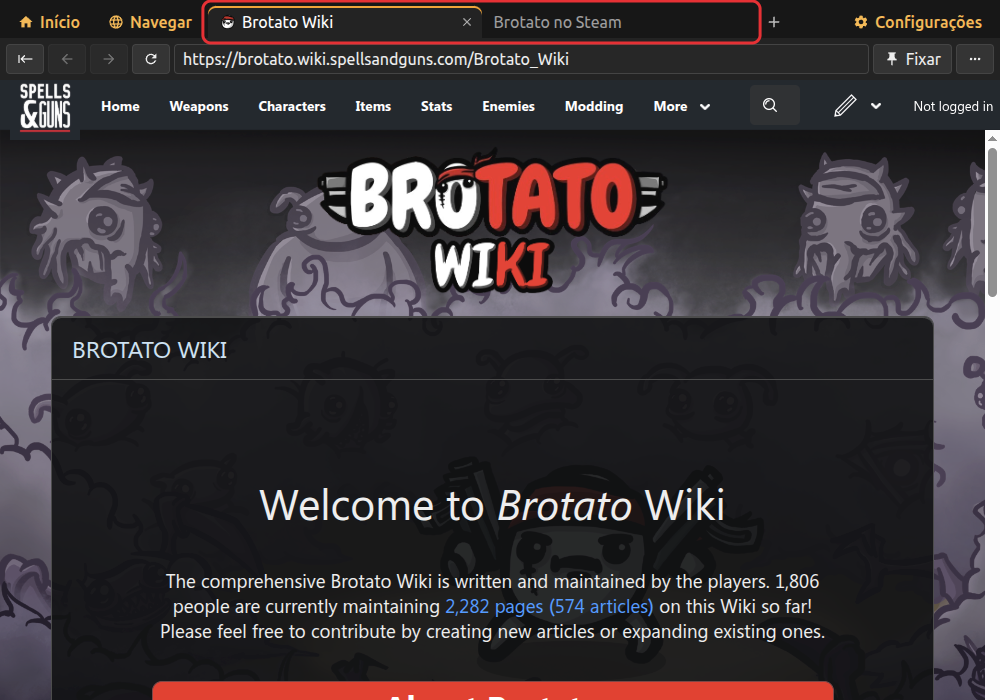 Início Navegar Brotato Wiki Brotato no Steam Configurações
https://brotato.wiki.spellsandguns.com/Brotato_Wiki Fixar
SPELLS
&GUNS
Home Weapons Characters Items Stats Enemies Modding More Not logged in
BROTATO
WIKI
BROTATO WIKI
Welcome to Brotato Wiki
The comprehensive Brotato Wiki is written and maintained by the players. 1,806
people are currently maintaining 2,282 pages (574 articles) on this Wiki so far!
Please feel free to contribute by creating new articles or expanding existing ones.